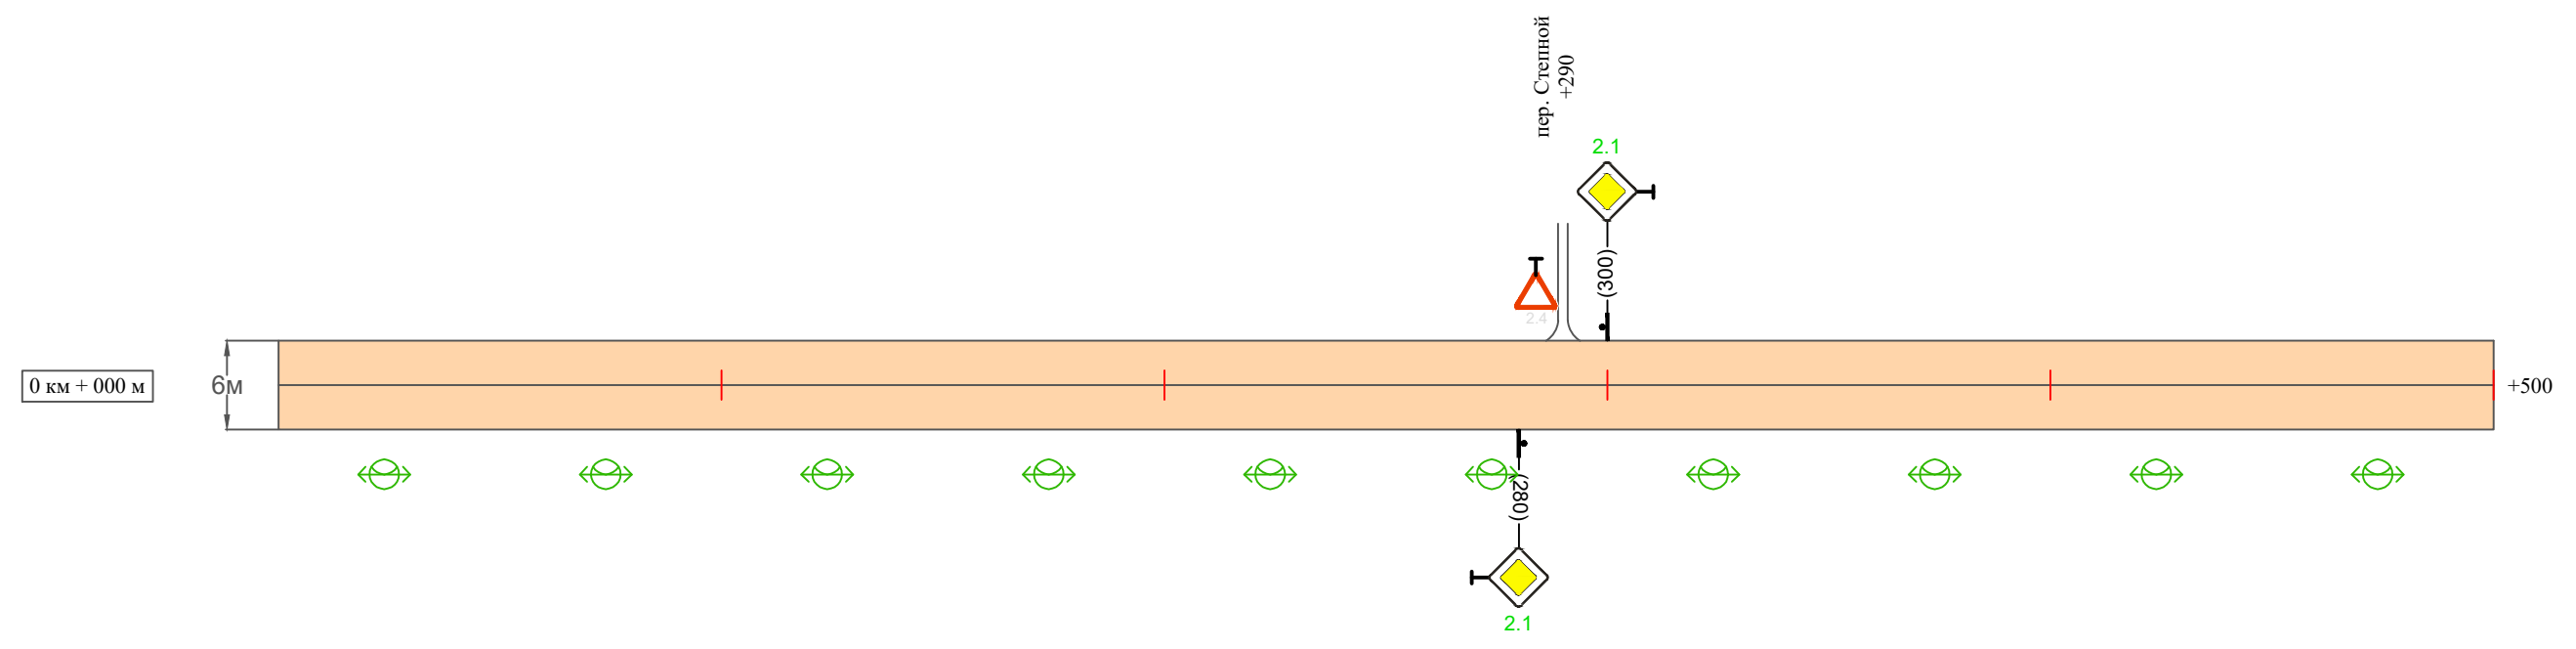 пер. Степной
+290
2.1
(300)
2.4
0 км + 000 м
6м
+500
(280)
2.1